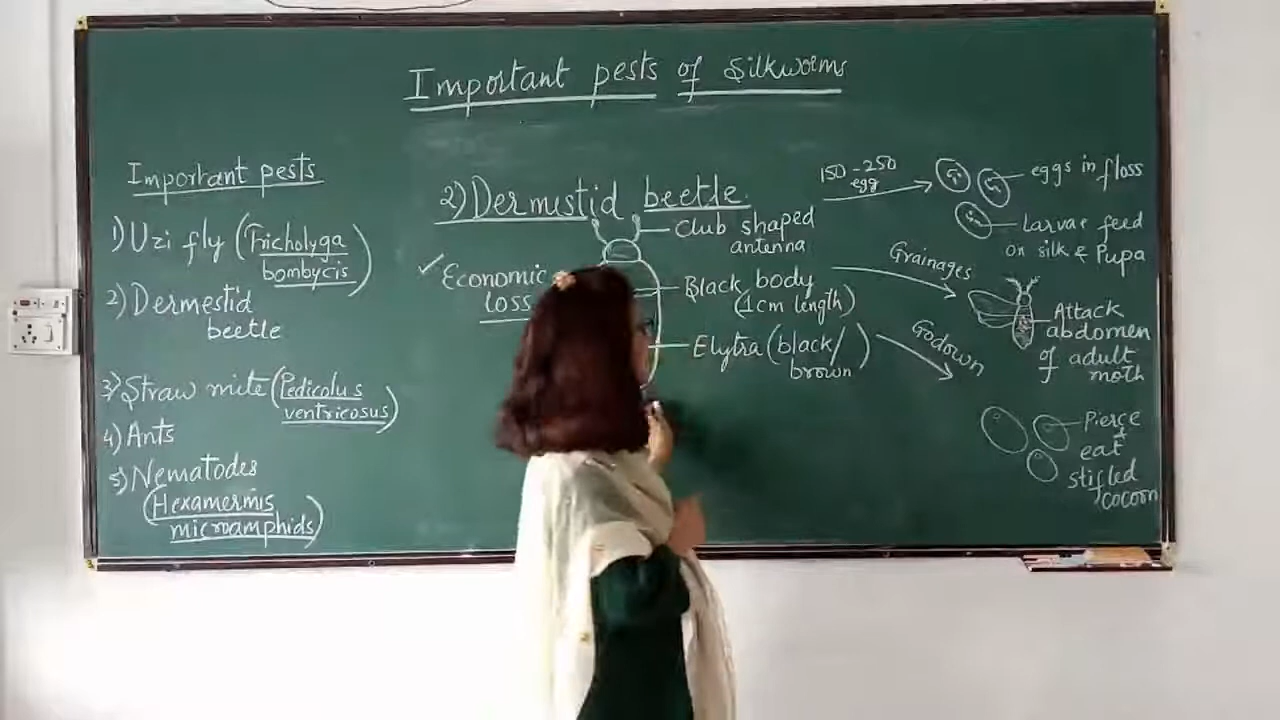 Important pests of Silkworms
Important pests
1) Uzi fly (Tricholyga
bombycis)
2) Dermestid
beetle
3) Straw mite (Pedicolus
ventricosus)
4) Ants
5) Nematodes
(Hexamermis
microamphids)
2) Dermistid beetle.
✓ Economic
loss
Club shaped
antenna
Black body
(1cm length)
Elytra (black/
brown)
150-250
egg
eggs in floss
Larvae feed
on silk & Pupa
Grainages
Attack
abdomen
of adult
moth
Godown
Pierce
&
eat
stifled
cocoon